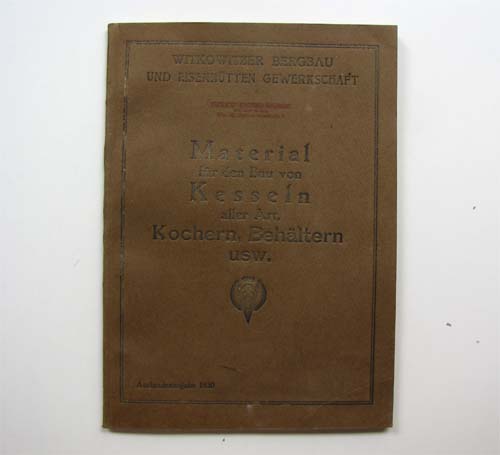 WITKOWITZER BERGBAU
UND EISENHÜTTEN GEWERKSCHAFT
Material
für den Bau von
Kesseln
aller Art,
Kochern, Behältern
usw.
Auslandsausgabe 1930